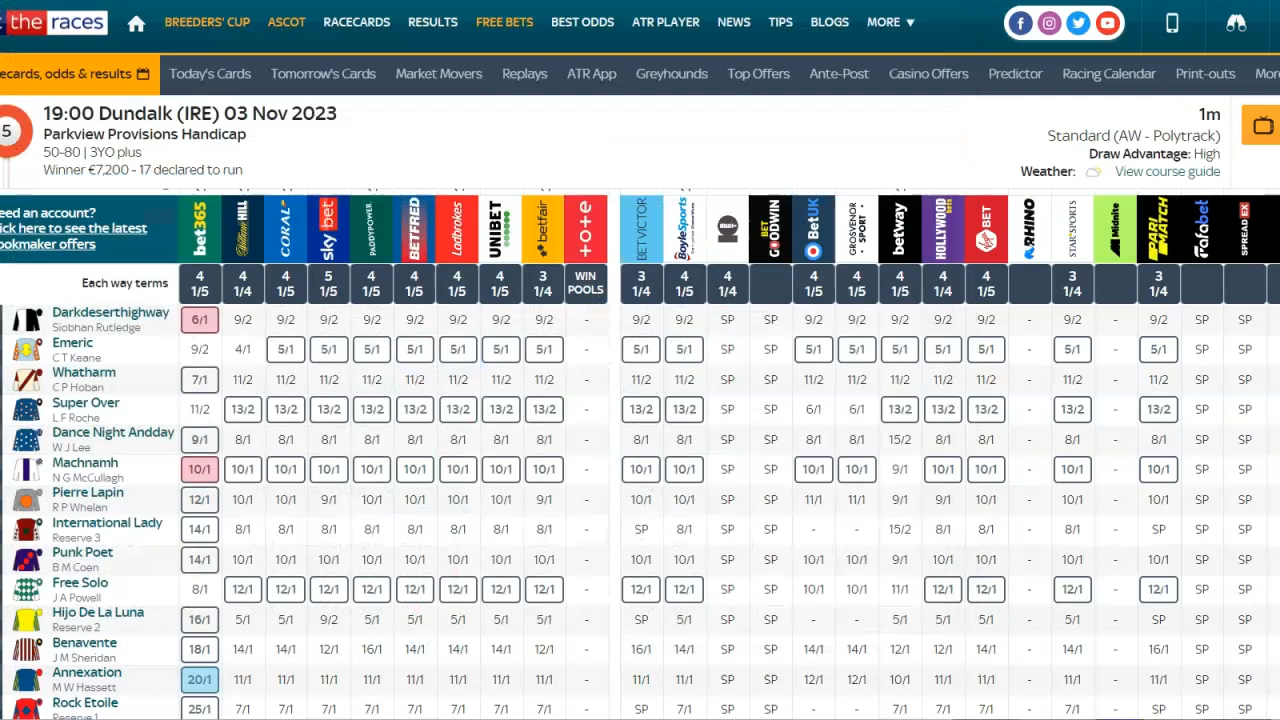 the races BREEDERS' CUP ASCOT RACECARDS RESULTS FREE BETS BEST ODDS ATR PLAYER NEWS TIPS BLOGS MORE ▼
ecards, odds & results Today's Cards Tomorrow's Cards Market Movers Replays ATR App Greyhounds Top Offers Ante-Post Casino Offers Predictor Racing Calendar Print-outs Mor
5
19:00 Dundalk (IRE) 03 Nov 2023
Parkview Provisions Handicap
50-80 | 3YO plus
Winner €7,200 - 17 declared to run
1m
Standard (AW - Polytrack)
Draw Advantage: High
Weather: View course guide
eed an account?
ick here to see the latest
ookmaker offers
bet365 William HILL CORAL sky bet PADDYPOWER BETFRED Ladbrokes UNIBET betfair tote BETVICTOR BoyleSports BET GOODWIN BetUK GROSVENOR SPORT betway HOLLYWOOD bets BET RHINO STARSPORTS Midnite PARI MATCH fafabet SPREADEX
Each way terms 4 1/5 4 1/4 4 1/5 5 1/5 4 1/5 4 1/5 4 1/5 4 1/5 3 1/4 WIN POOLS 3 1/4 4 1/5 4 1/4 4 1/5 4 1/5 4 1/5 4 1/4 4 1/5 3 1/4 3 1/4
Darkdeserthighway 6/1 9/2 9/2 9/2 9/2 9/2 9/2 9/2 9/2 - 9/2 9/2 SP SP 9/2 9/2 9/2 9/2 9/2 - 9/2 - 9/2 SP SP
Siobhan Rutledge
Emeric 9/2 4/1 5/1 5/1 5/1 5/1 5/1 5/1 5/1 - 5/1 5/1 SP SP 5/1 5/1 5/1 5/1 5/1 - 5/1 - 5/1 SP SP
C T Keane
Whatharm 7/1 11/2 11/2 11/2 11/2 11/2 11/2 11/2 11/2 - 11/2 11/2 SP SP 11/2 11/2 11/2 11/2 11/2 - 11/2 - 11/2 SP SP
C P Hoban
Super Over 11/2 13/2 13/2 13/2 13/2 13/2 13/2 13/2 13/2 - 13/2 13/2 SP SP 6/1 6/1 13/2 13/2 13/2 - 13/2 - 13/2 SP SP
L F Roche
Dance Night Andday 9/1 8/1 8/1 8/1 8/1 8/1 8/1 8/1 8/1 - 8/1 8/1 SP SP 8/1 8/1 15/2 8/1 8/1 - 8/1 - 8/1 SP SP
W J Lee
Machnamh 10/1 10/1 10/1 10/1 10/1 10/1 10/1 10/1 10/1 - 10/1 10/1 SP SP 10/1 10/1 9/1 10/1 10/1 - 10/1 - 10/1 SP SP
N G McCullagh
Pierre Lapin 12/1 10/1 10/1 9/1 10/1 10/1 10/1 10/1 9/1 - 10/1 10/1 SP SP 11/1 11/1 9/1 10/1 10/1 - 10/1 - 10/1 SP SP
R P Whelan
International Lady 14/1 8/1 8/1 8/1 8/1 8/1 8/1 8/1 8/1 - SP 8/1 SP SP - - 15/2 8/1 8/1 - 8/1 - SP SP SP
Reserve 3
Punk Poet 14/1 10/1 10/1 10/1 10/1 10/1 10/1 10/1 10/1 - 10/1 10/1 SP SP 10/1 10/1 9/1 10/1 10/1 - 10/1 - 10/1 SP SP
B M Coen
Free Solo 8/1 12/1 12/1 12/1 12/1 12/1 12/1 12/1 12/1 - 12/1 12/1 SP SP 10/1 10/1 11/1 12/1 12/1 - 12/1 - 12/1 SP SP
J A Powell
Hijo De La Luna 16/1 5/1 5/1 9/2 5/1 5/1 5/1 5/1 5/1 - SP 5/1 SP SP - - 5/1 5/1 5/1 - 5/1 - SP SP SP
Reserve 2
Benavente 18/1 14/1 14/1 12/1 16/1 14/1 14/1 14/1 12/1 - 16/1 14/1 SP SP 14/1 14/1 12/1 12/1 14/1 - 14/1 - 16/1 SP SP
J M Sheridan
Annexation 20/1 11/1 11/1 11/1 11/1 11/1 11/1 11/1 11/1 - 11/1 11/1 SP SP 12/1 12/1 10/1 11/1 11/1 - 11/1 - 11/1 SP SP
M W Hassett
Rock Etoile 25/1 7/1 7/1 7/1 7/1 7/1 7/1 7/1 7/1 - SP 7/1 SP SP - - 7/1 7/1 7/1 - 7/1 - SP SP SP
Reserve 1